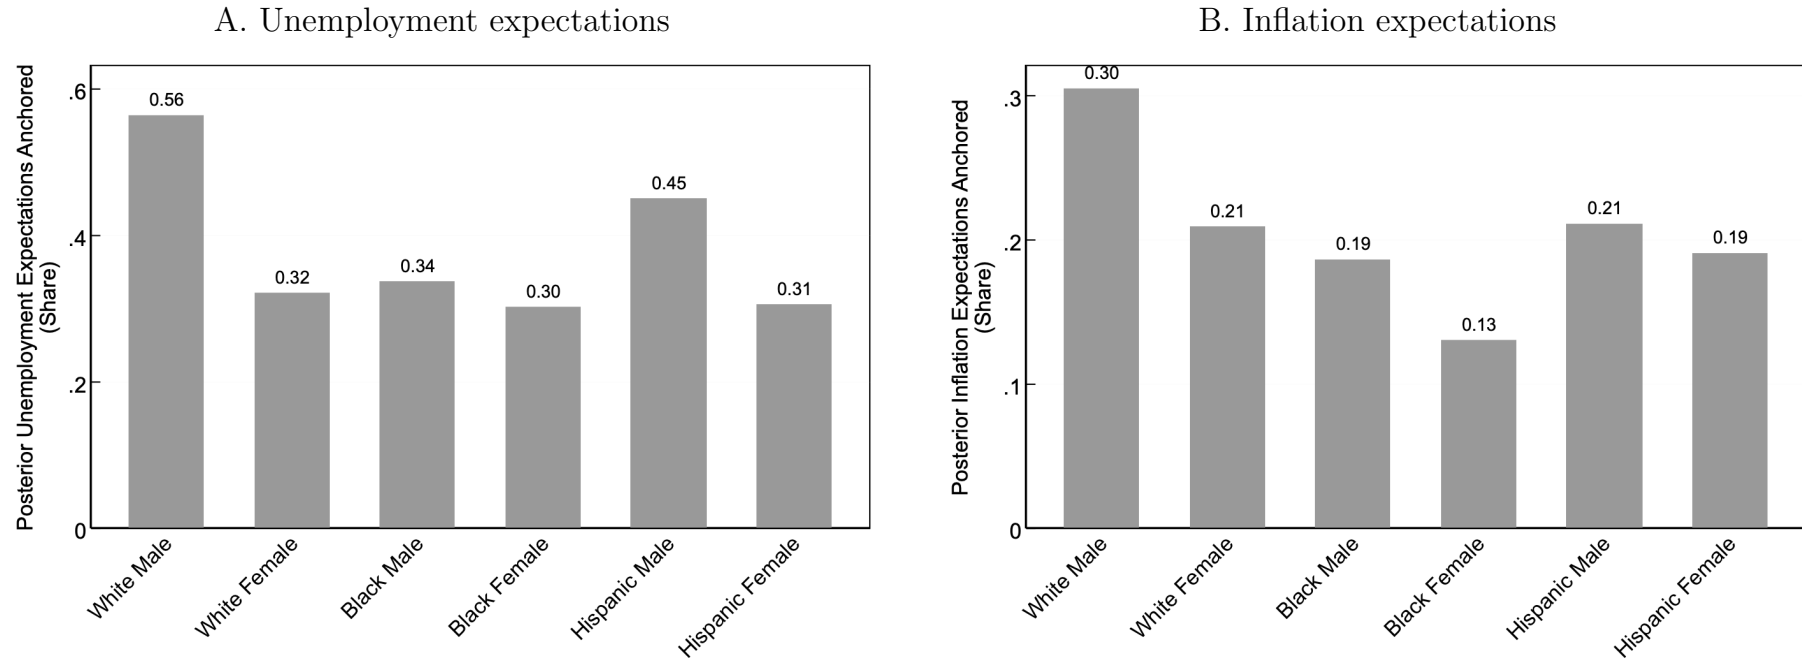 A. Unemployment expectations
Posterior Unemployment Expectations Anchored
(Share)
.6
.4
.2
0
0.56
0.32
0.34
0.30
0.45
0.31
White Male
White Female
Black Male
Black Female
Hispanic Male
Hispanic Female
B. Inflation expectations
Posterior Inflation Expectations Anchored
(Share)
.3
.2
.1
0
0.30
0.21
0.19
0.13
0.21
0.19
White Male
White Female
Black Male
Black Female
Hispanic Male
Hispanic Female